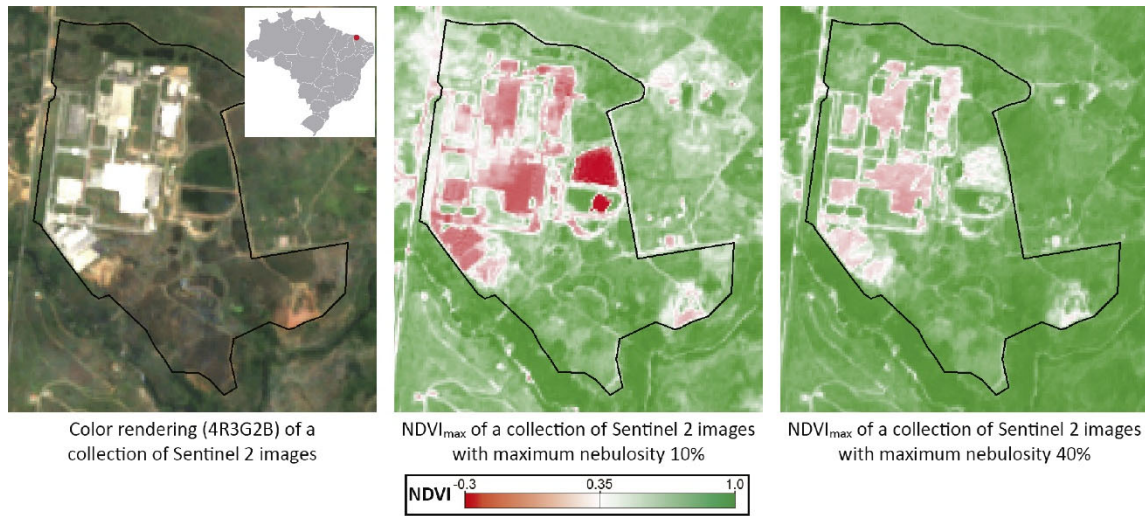 Color rendering (4R3G2B) of a
collection of Sentinel 2 images
NDVImax of a collection of Sentinel 2 images
with maximum nebulosity 10%
NDVImax of a collection of Sentinel 2 images
with maximum nebulosity 40%
NDVI
-0.3 0.35 1.0